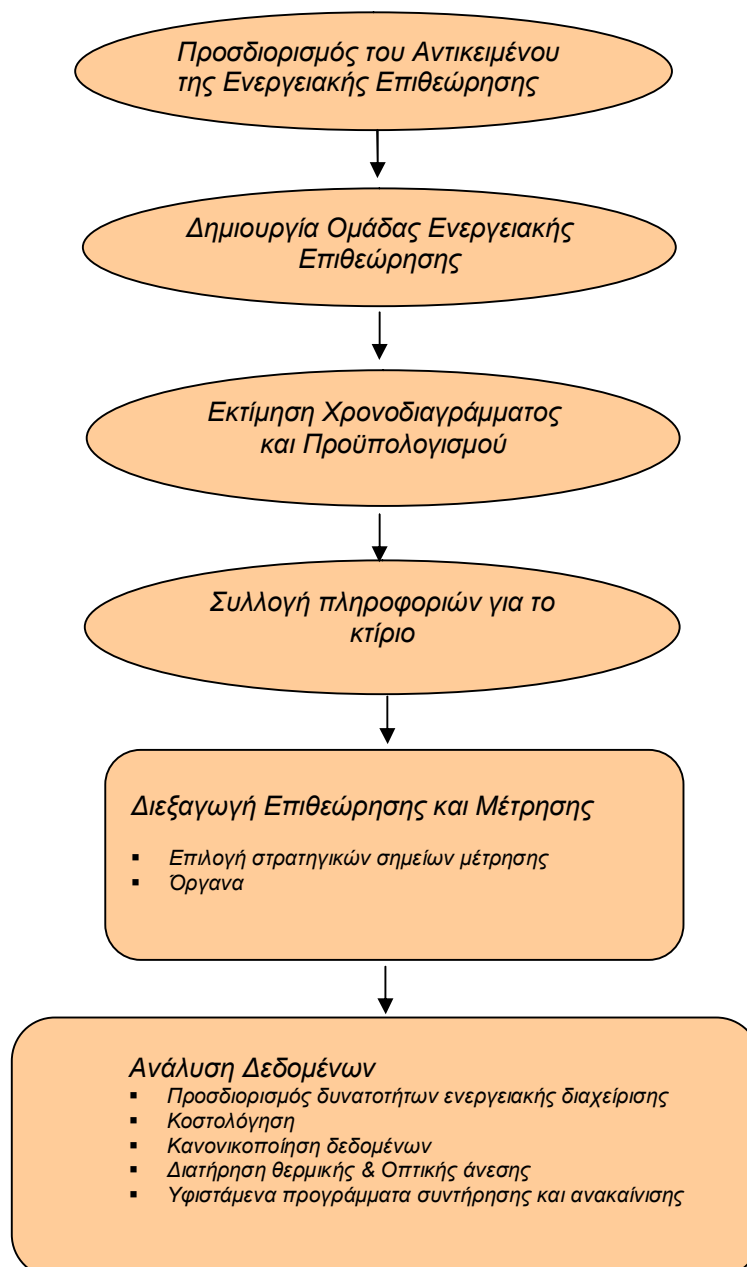 Προσδιορισμός του Αντικειμένου
της Ενεργειακής Επιθεώρησης
Δημιουργία Ομάδας Ενεργειακής
Επιθεώρησης
Εκτίμηση Χρονοδιαγράμματος
και Προϋπολογισμού
Συλλογή πληροφοριών για το
κτίριο
Διεξαγωγή Επιθεώρησης και Μέτρησης
▪ Επιλογή στρατηγικών σημείων μέτρησης
▪ Όργανα
Ανάλυση Δεδομένων
▪ Προσδιορισμός δυνατοτήτων ενεργειακής διαχείρισης
▪ Κοστολόγηση
▪ Κανονικοποίηση δεδομένων
▪ Διατήρηση θερμικής & Οπτικής άνεσης
▪ Υφιστάμενα προγράμματα συντήρησης και ανακαίνισης